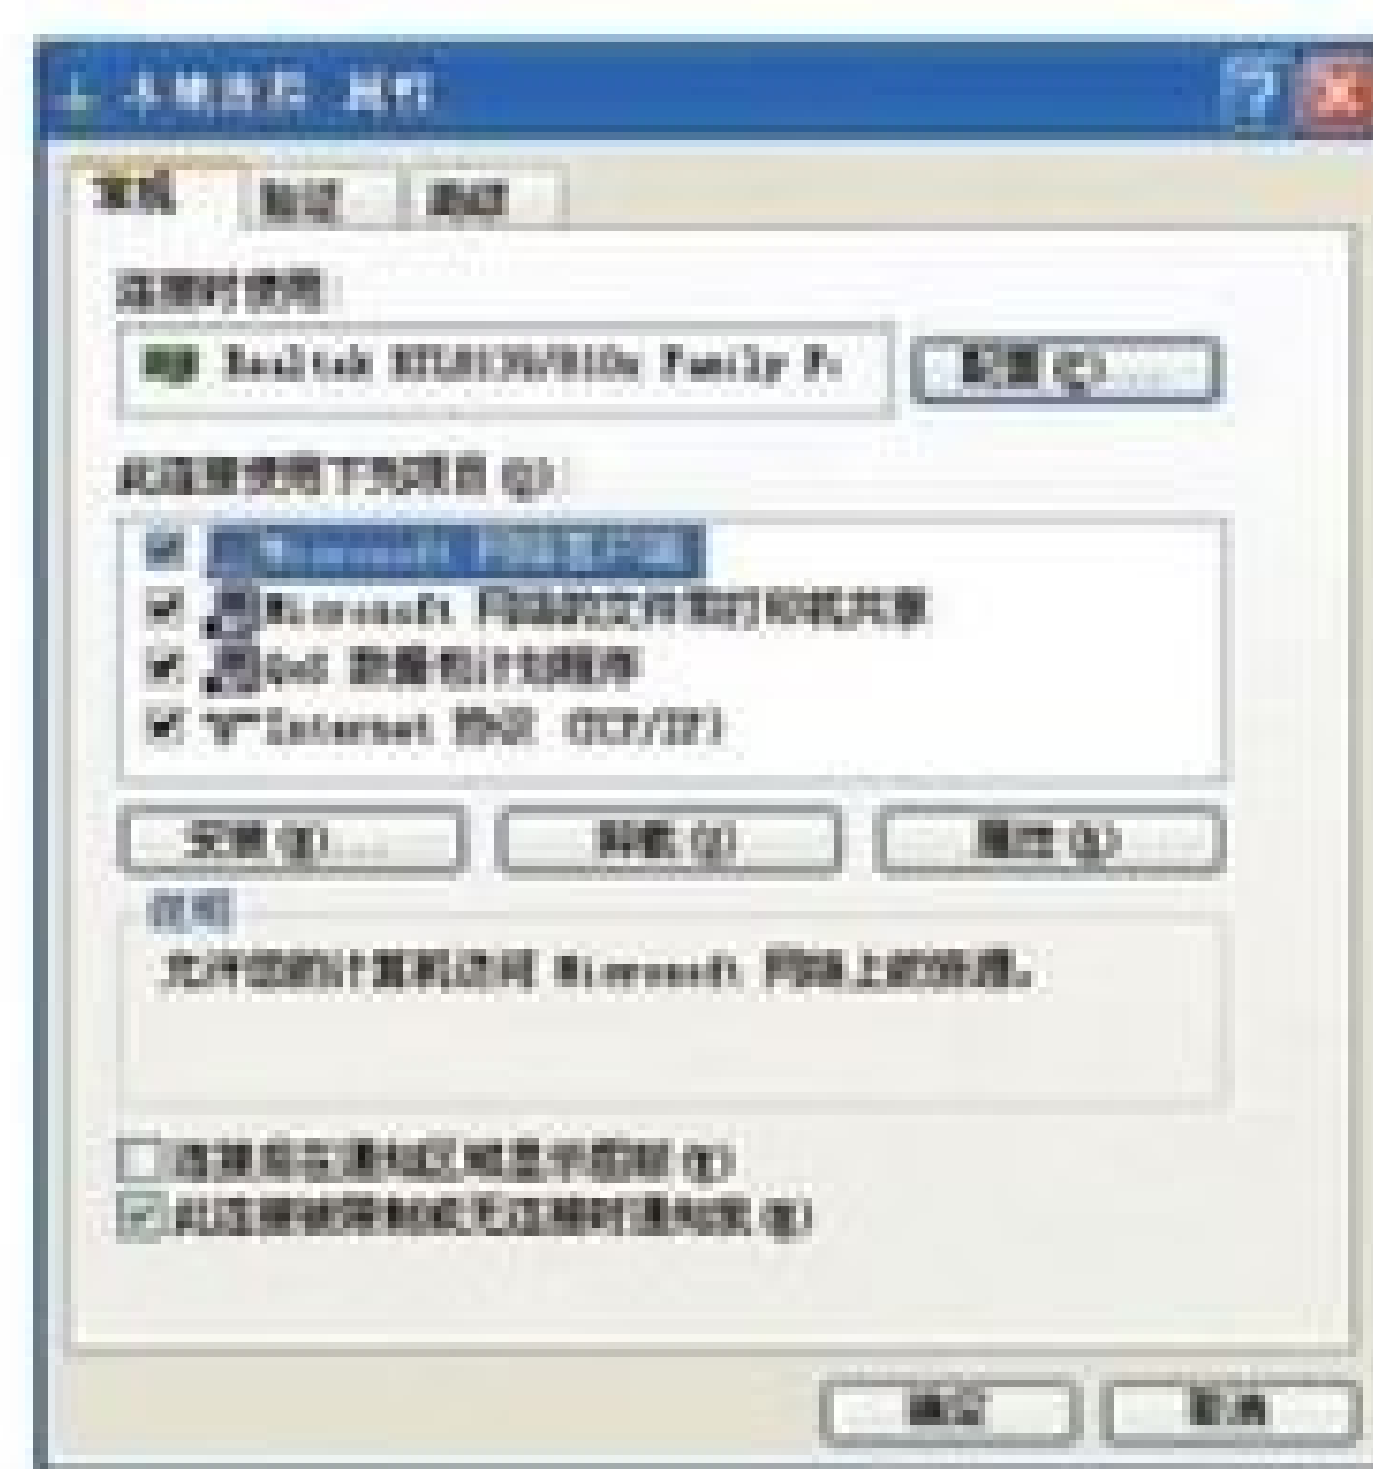 本地连接 属性
常规 验证 高级
连接时使用:
Realtek RTL8139/810x Family F: 配置(C)...
此连接使用下列项目(O):
Microsoft 网络客户端
Microsoft 网络的文件和打印机共享
QoS 数据包计划程序
Internet 协议 (TCP/IP)
安装(N)... 卸载(U) 属性(R)
说明
允许您的计算机访问 Microsoft 网络上的资源。
连接后在通知区域显示图标(W)
此连接被限制或无连接时通知我(M)
确定 取消